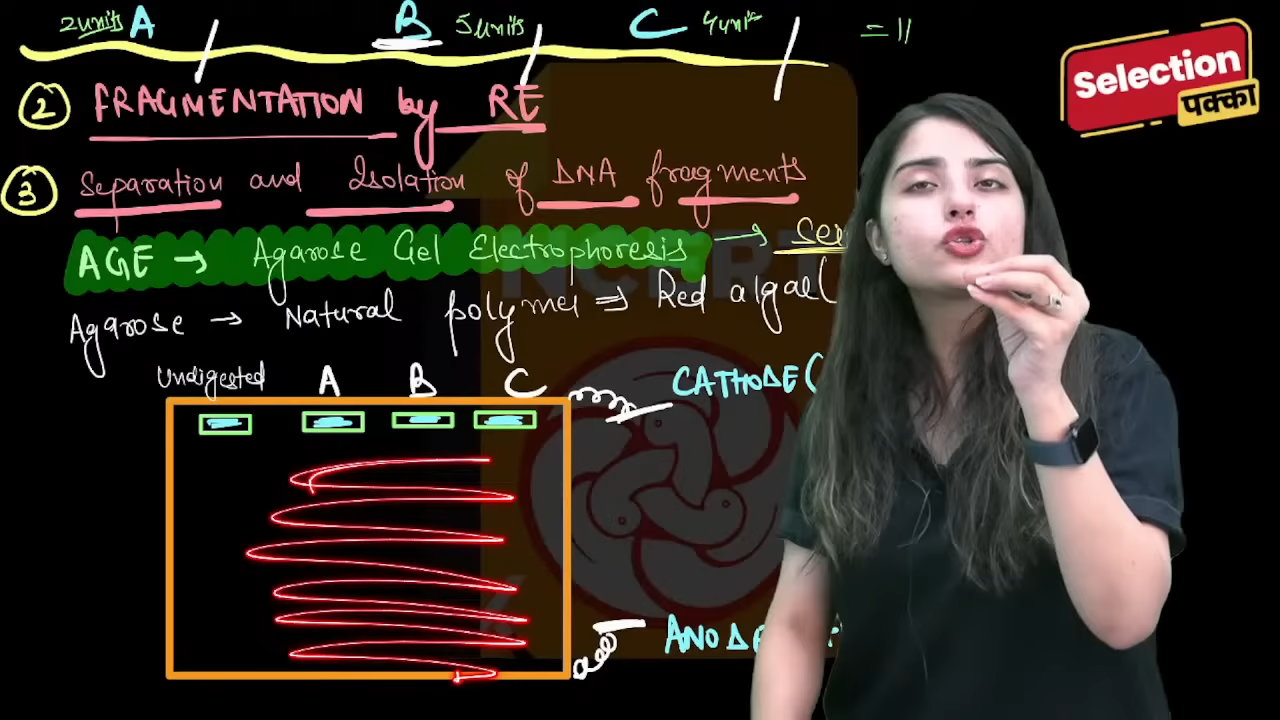 2units A B 5units C 4units = 11
2 FRAGMENTATION by RE
3 Separation and Isolation of DNA fragments
AGE → Agarose Gel Electrophoresis →
Agarose → Natural polymer ⇒ Red algae(
Undigested A B C
CATHODE (
NCERT
Selection
पक्का